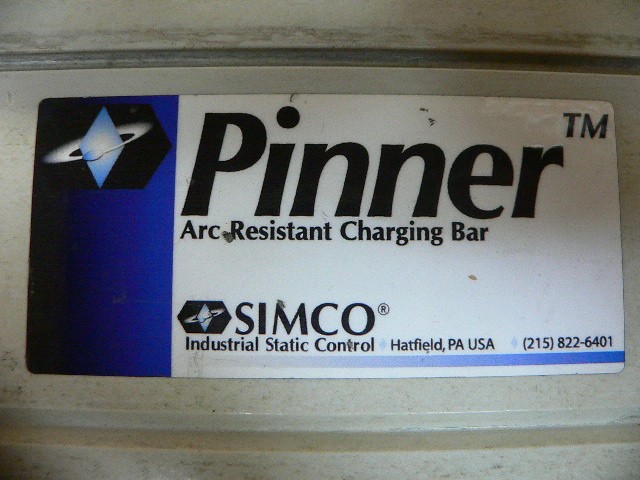 Pinner™
Arc Resistant Charging Bar
SIMCO®
Industrial Static Control ♦ Hatfield, PA USA ♦ (215) 822-6401